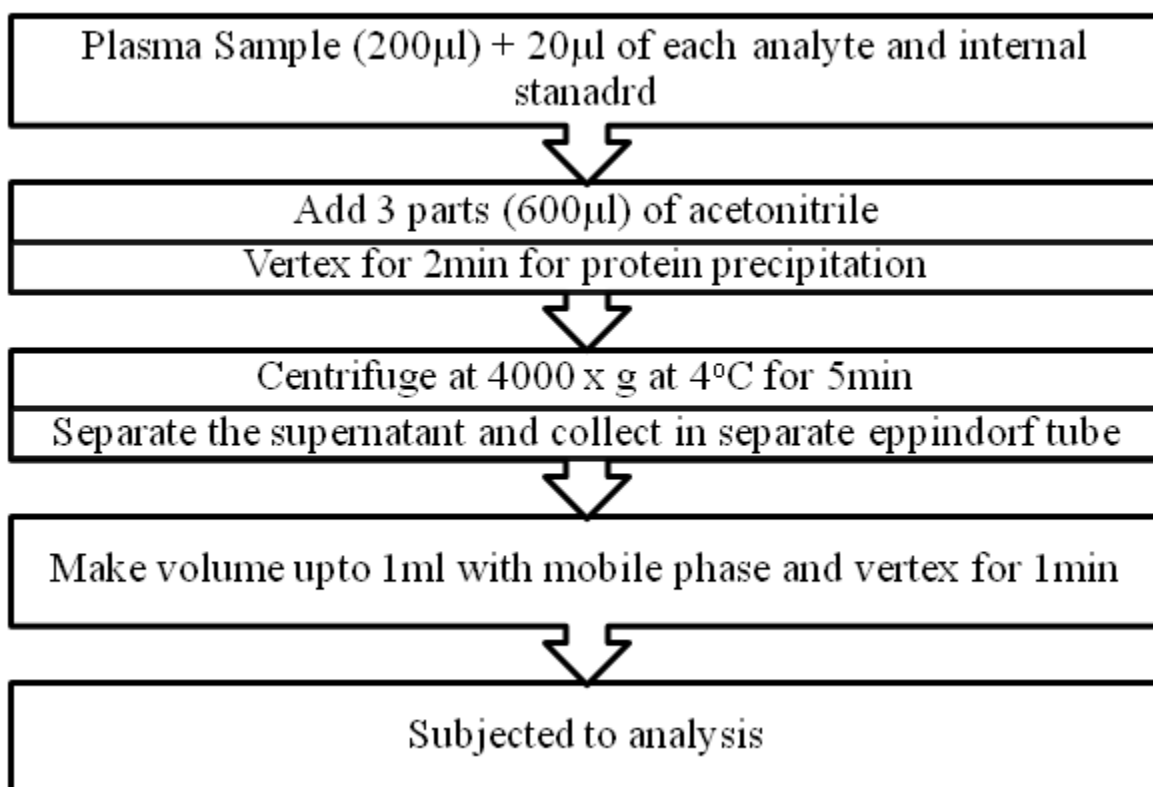 Plasma Sample (200μl) + 20μl of each analyte and internal
stanadrd
Add 3 parts (600μl) of acetonitrile
Vertex for 2min for protein precipitation
Centrifuge at 4000 x g at 4°C for 5min
Separate the supernatant and collect in separate eppindorf tube
Make volume upto 1ml with mobile phase and vertex for 1min
Subjected to analysis